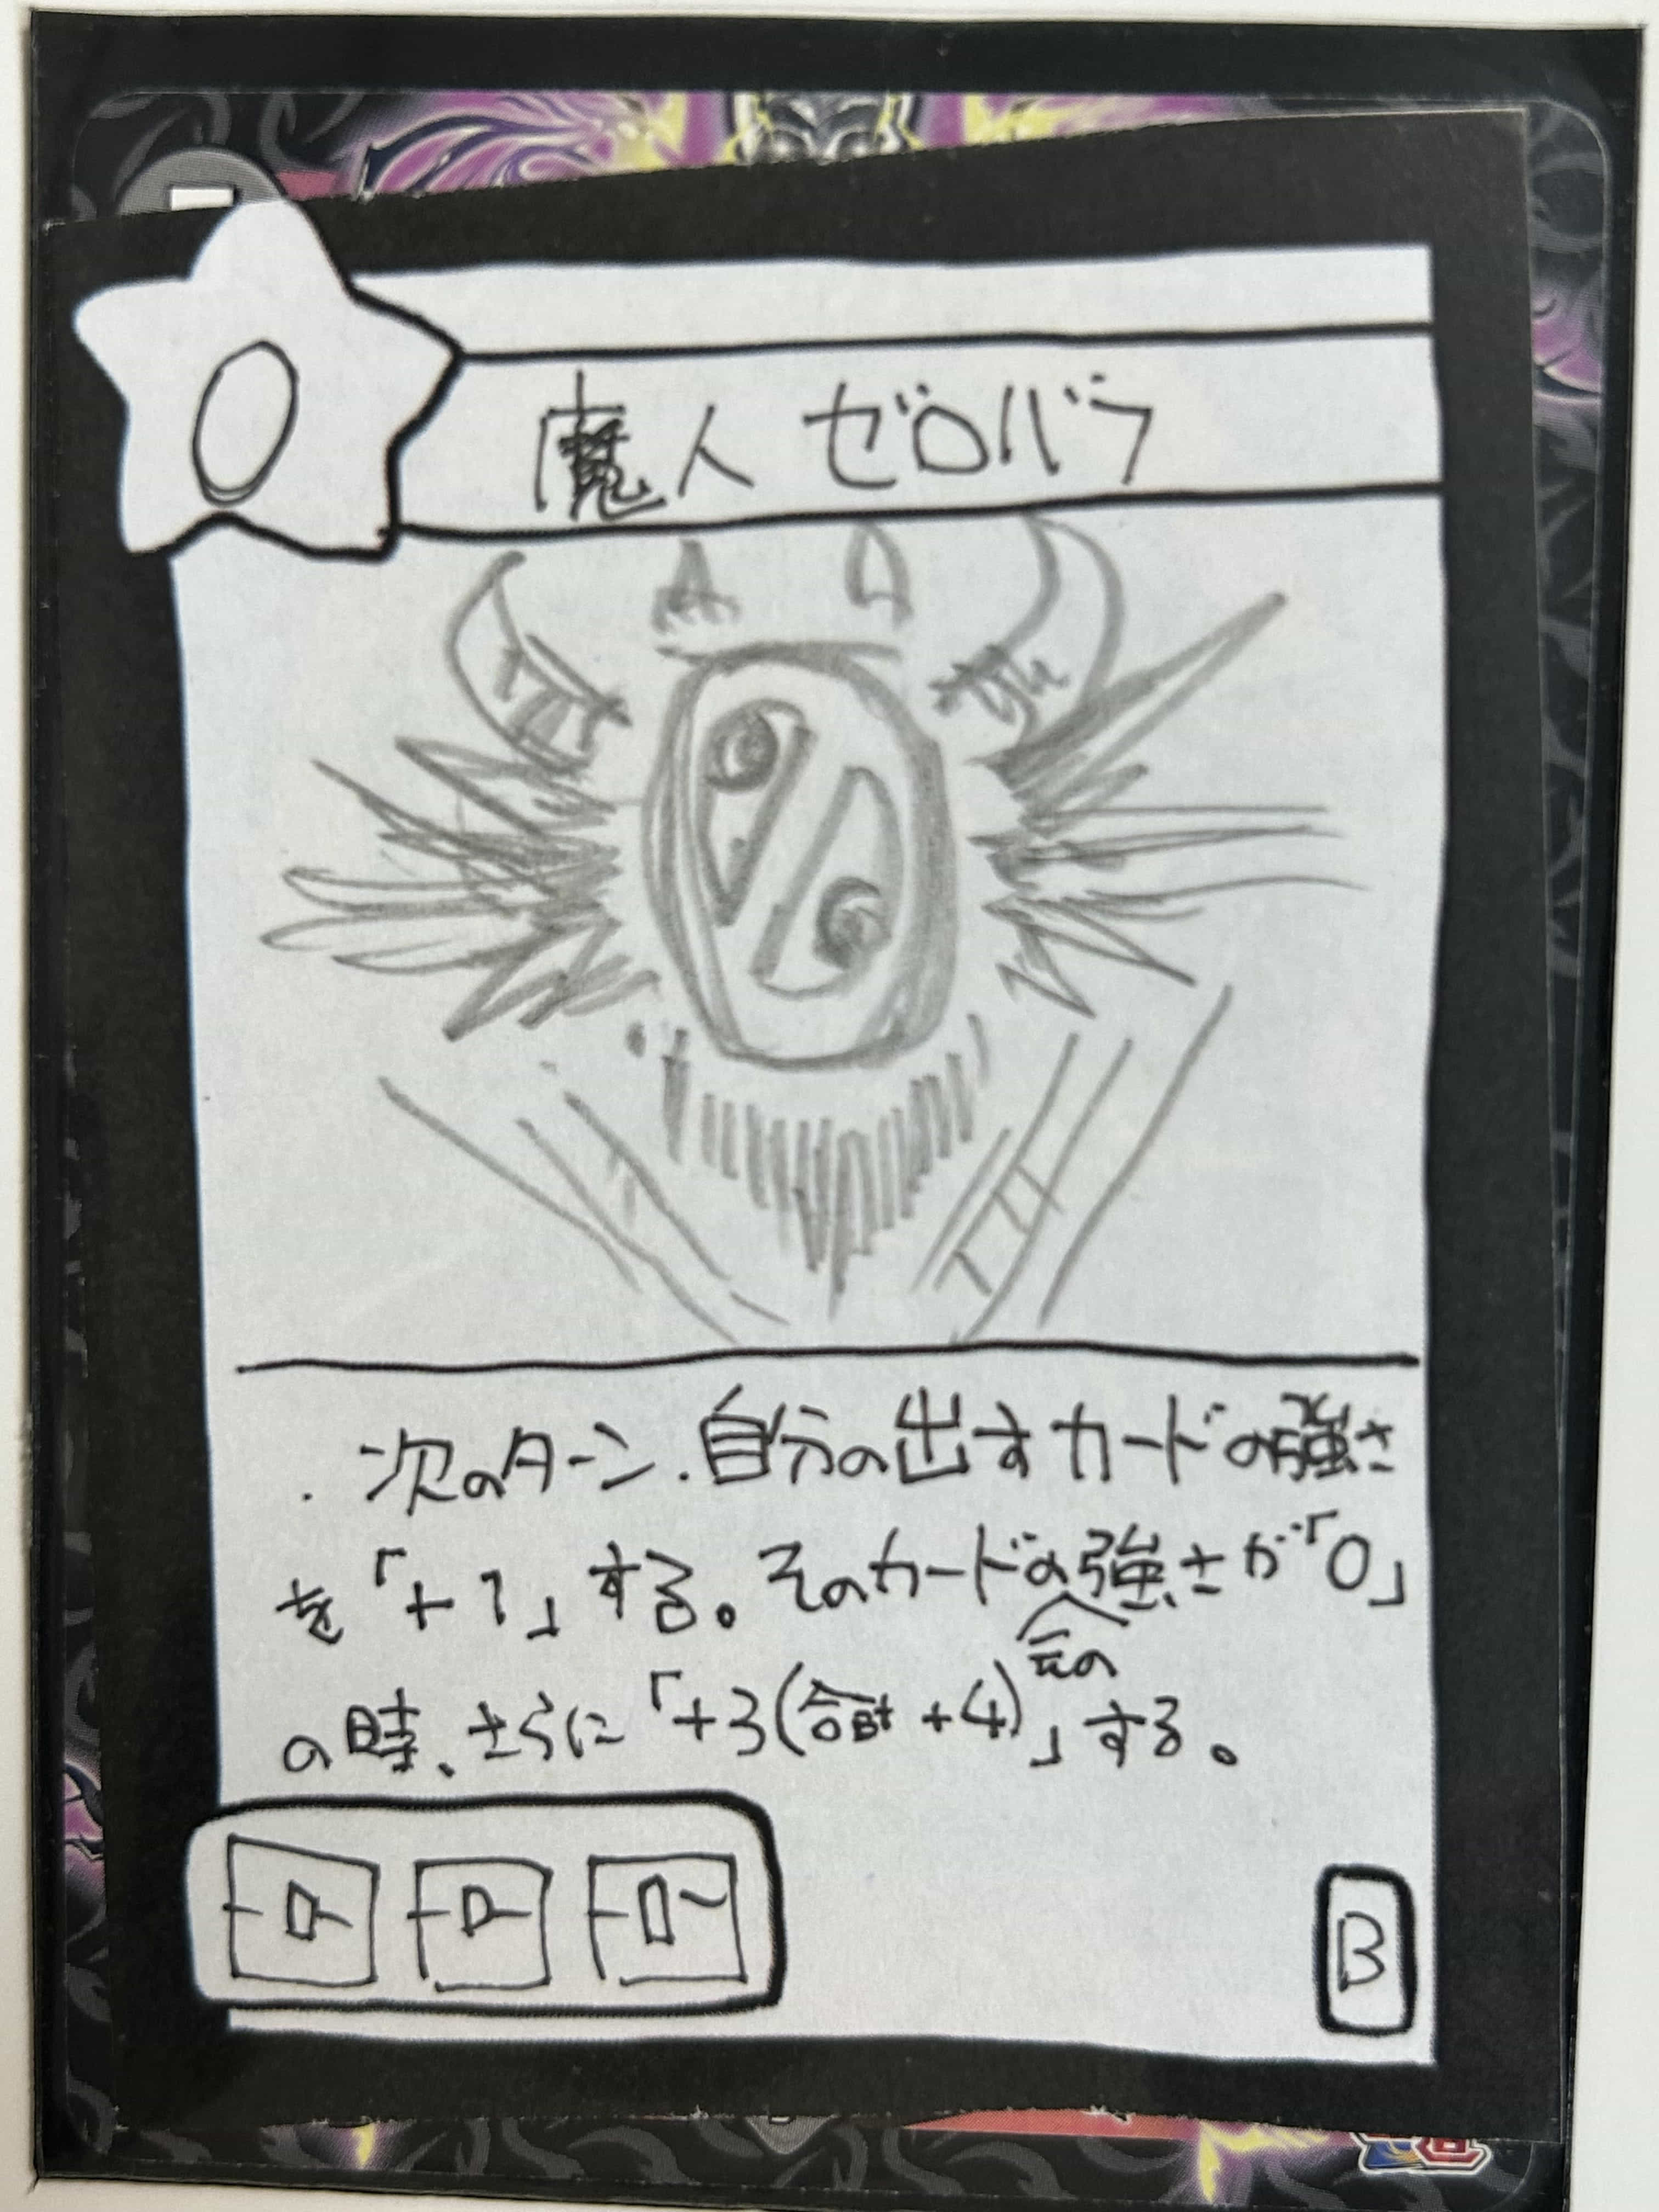 0
魔人 ゼロバラ
・次のターン、自分の出すカードの強さ
を「+1」する。そのカードの強さが「0」
元の
の時、さらに「+3(合計+4)」する。
B